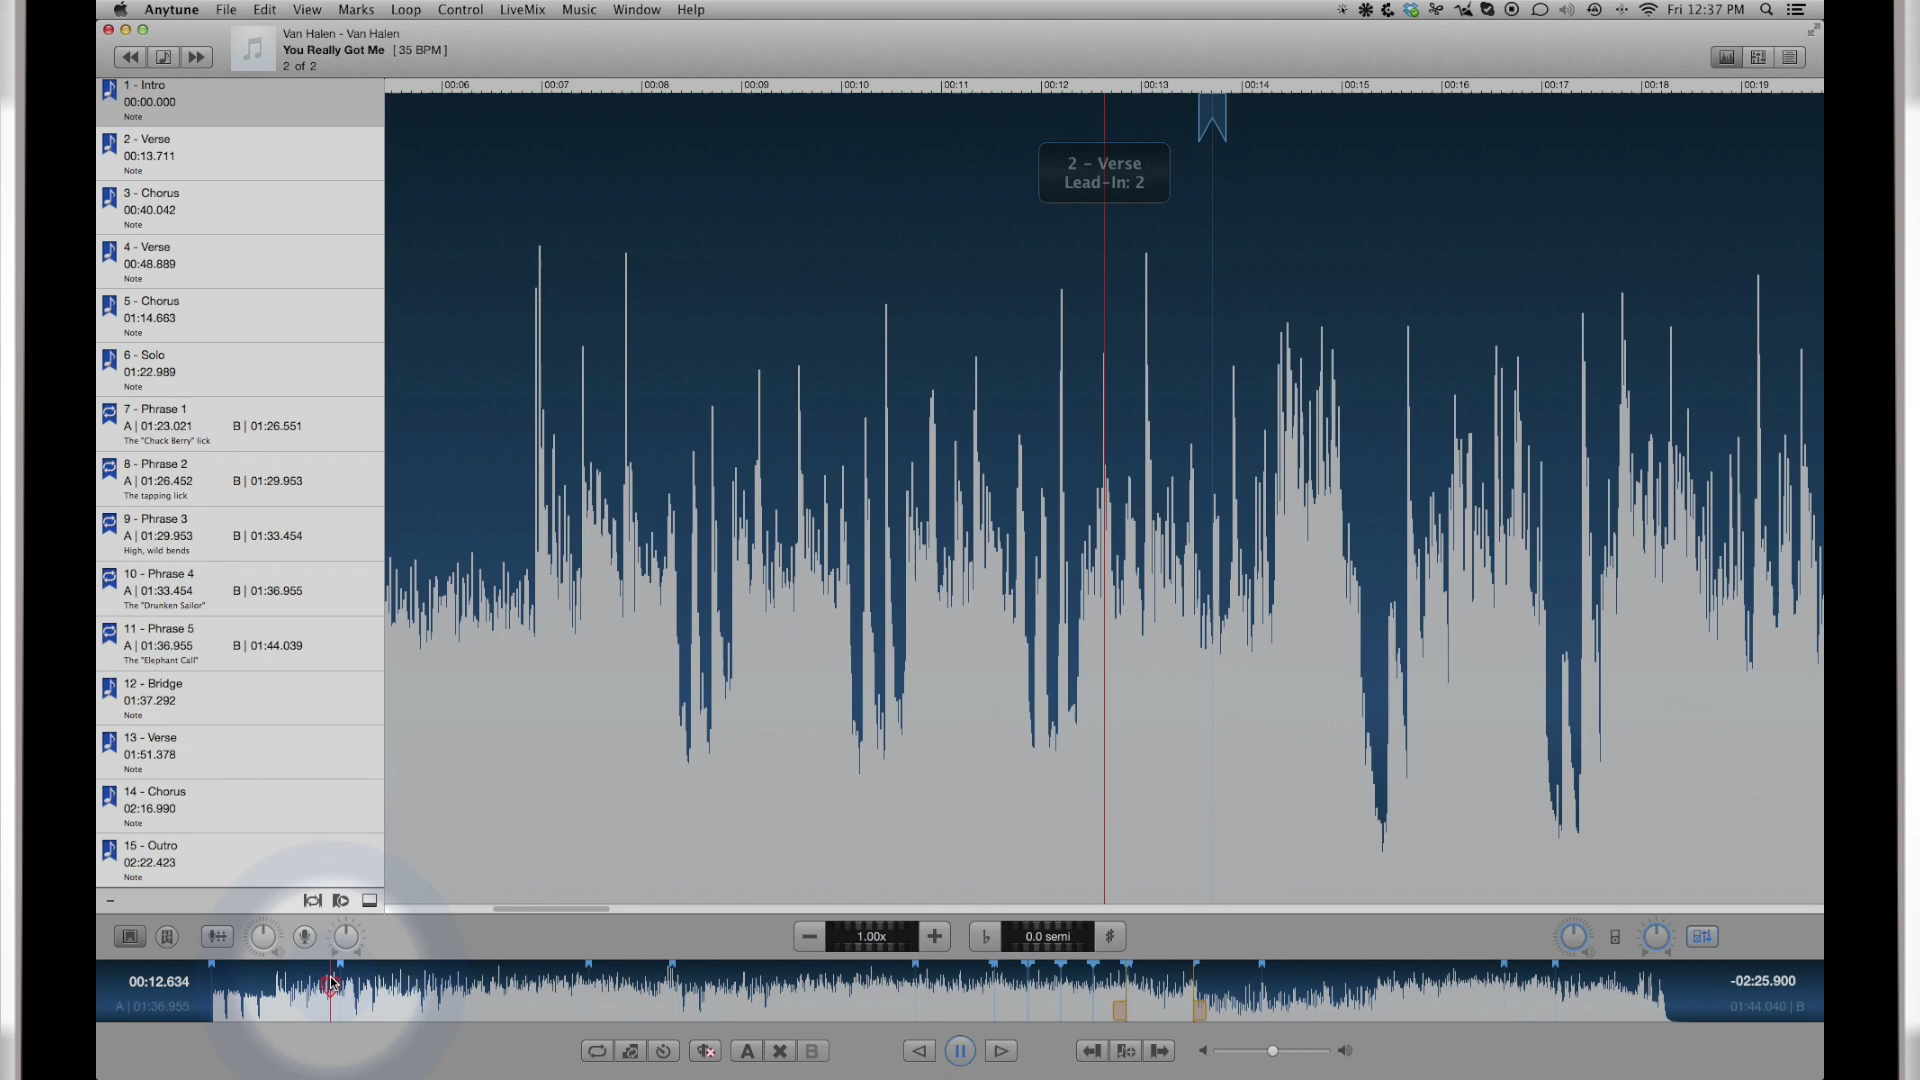 Anytune File Edit View Marks Loop Control LiveMix Music Window Help Fri 12:37 PM
Van Halen - Van Halen
You Really Got Me [ 35 BPM ]
2 of 2
00:06 00:07 00:08 00:09 00:10 00:11 00:12 00:13 00:14 00:15 00:16 00:17 00:18 00:19
1 - Intro
00:00.000
Note
2 - Verse
00:13.711
Note
3 - Chorus
00:40.042
Note
4 - Verse
00:48.889
Note
5 - Chorus
01:14.663
Note
6 - Solo
01:22.989
Note
7 - Phrase 1
A | 01:23.021 B | 01:26.551
The "Chuck Berry" lick
8 - Phrase 2
A | 01:26.452 B | 01:29.953
The tapping lick
9 - Phrase 3
A | 01:29.953 B | 01:33.454
High, wild bends
10 - Phrase 4
A | 01:33.454 B | 01:36.955
The "Drunken Sailor"
11 - Phrase 5
A | 01:36.955 B | 01:44.039
The "Elephant Call"
12 - Bridge
01:37.292
Note
13 - Verse
01:51.378
Note
14 - Chorus
02:16.990
Note
15 - Outro
02:22.423
Note
2 - Verse
Lead-In: 2
1.00x ♭ 0.0 semi ♯
00:12.634 -02:25.900
A | 01:36.955 01:44.040 | B
A B